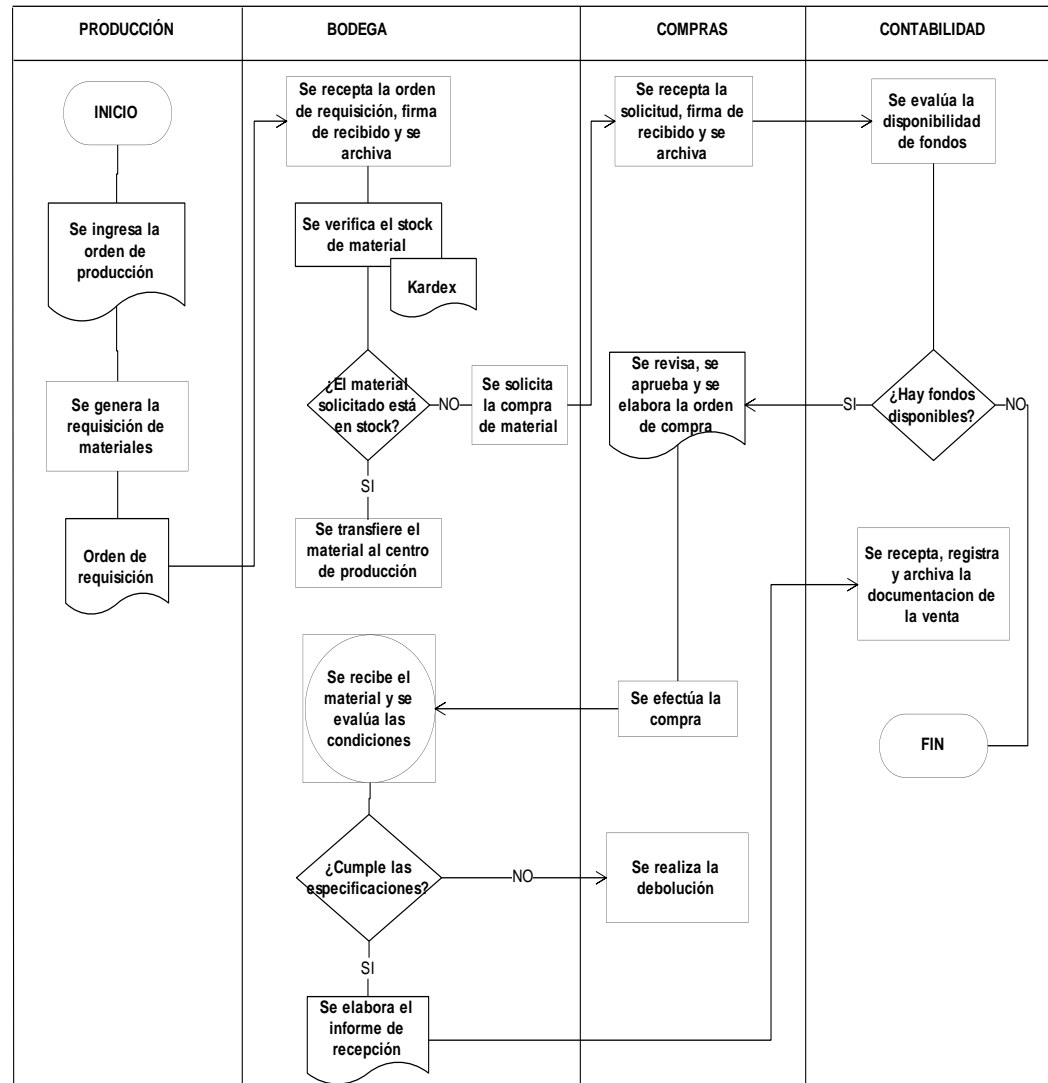 PRODUCCIÓN
BODEGA
COMPRAS
CONTABILIDAD
INICIO
Se ingresa la
orden de
producción
Se genera la
requisición de
materiales
Orden de
requisición
Se recepta la orden
de requisición, firma
de recibido y se
archiva
Se verifica el stock
de material
Kardex
¿El material
solicitado está
en stock?
NO
Se solicita
la compra
de material
SI
Se transfiere el
material al centro
de producción
Se recibe el
material y se
evalúa las
condiciones
¿Cumple las
especificaciones?
NO
SI
Se elabora el
informe de
recepción
Se recepta la
solicitud, firma de
recibido y se
archiva
Se revisa, se
aprueba y se
elabora la orden
de compra
Se efectúa la
compra
Se realiza la
debolución
Se evalúa la
disponibilidad
de fondos
¿Hay fondos
disponibles?
SI
NO
Se recepta, registra
y archiva la
documentacion de
la venta
FIN